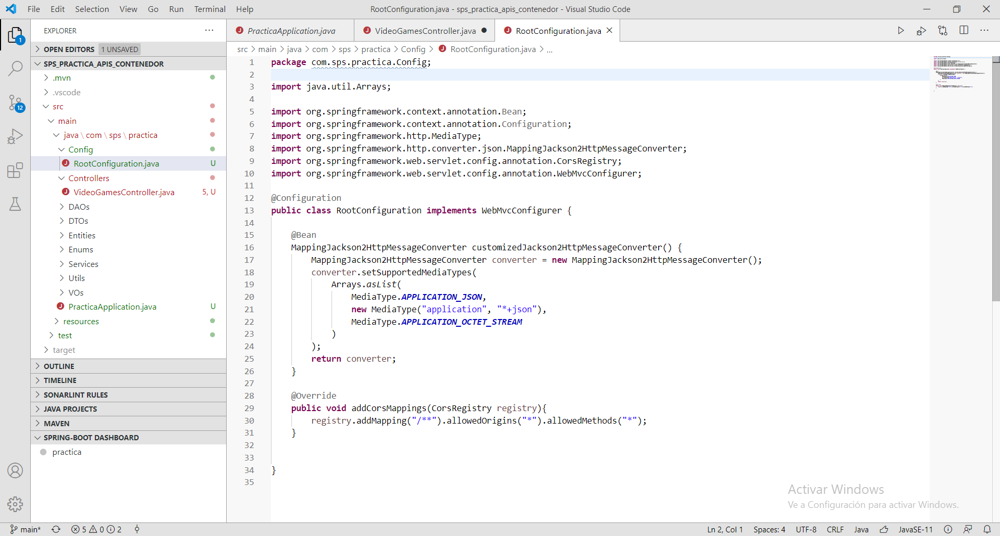 File Edit Selection View Go Run Terminal Help
RootConfiguration.java - sps_practica_apis_contenedor - Visual Studio Code
EXPLORER
PracticaApplication.java
VideoGamesController.java
RootConfiguration.java
OPEN EDITORS 1 UNSAVED
src > main > java > com > sps > practica > Config > RootConfiguration.java > ...
SPS_PRACTICA_APIS_CONTENEDOR
.mvn
.vscode
src
main
java \ com \ sps \ practica
Config
RootConfiguration.java U
Controllers
VideoGamesController.java 5, U
DAOs
DTOs
Entities
Enums
Services
Utils
VOs
PracticaApplication.java U
resources
test
target
OUTLINE
TIMELINE
SONARLINT RULES
JAVA PROJECTS
MAVEN
SPRING-BOOT DASHBOARD
practica
1
12
1 package com.sps.practica.Config;
2
3 import java.util.Arrays;
4
5 import org.springframework.context.annotation.Bean;
6 import org.springframework.context.annotation.Configuration;
7 import org.springframework.http.MediaType;
8 import org.springframework.http.converter.json.MappingJackson2HttpMessageConverter;
9 import org.springframework.web.servlet.config.annotation.CorsRegistry;
10 import org.springframework.web.servlet.config.annotation.WebMvcConfigurer;
11
12 @Configuration
13 public class RootConfiguration implements WebMvcConfigurer {
14
15 @Bean
16 MappingJackson2HttpMessageConverter customizedJackson2HttpMessageConverter() {
17 MappingJackson2HttpMessageConverter converter = new MappingJackson2HttpMessageConverter();
18 converter.setSupportedMediaTypes(
19 Arrays.asList(
20 MediaType.APPLICATION_JSON,
21 new MediaType("application", "*+json"),
22 MediaType.APPLICATION_OCTET_STREAM
23 )
24 );
25 return converter;
26 }
27
28 @Override
29 public void addCorsMappings(CorsRegistry registry){
30 registry.addMapping("/**").allowedOrigins("*").allowedMethods("*");
31 }
32
33
34 }
35
Activar Windows
Ve a Configuración para activar Windows.
main* 5 0 2 Ln 2, Col 1 Spaces: 4 UTF-8 CRLF Java JavaSE-11